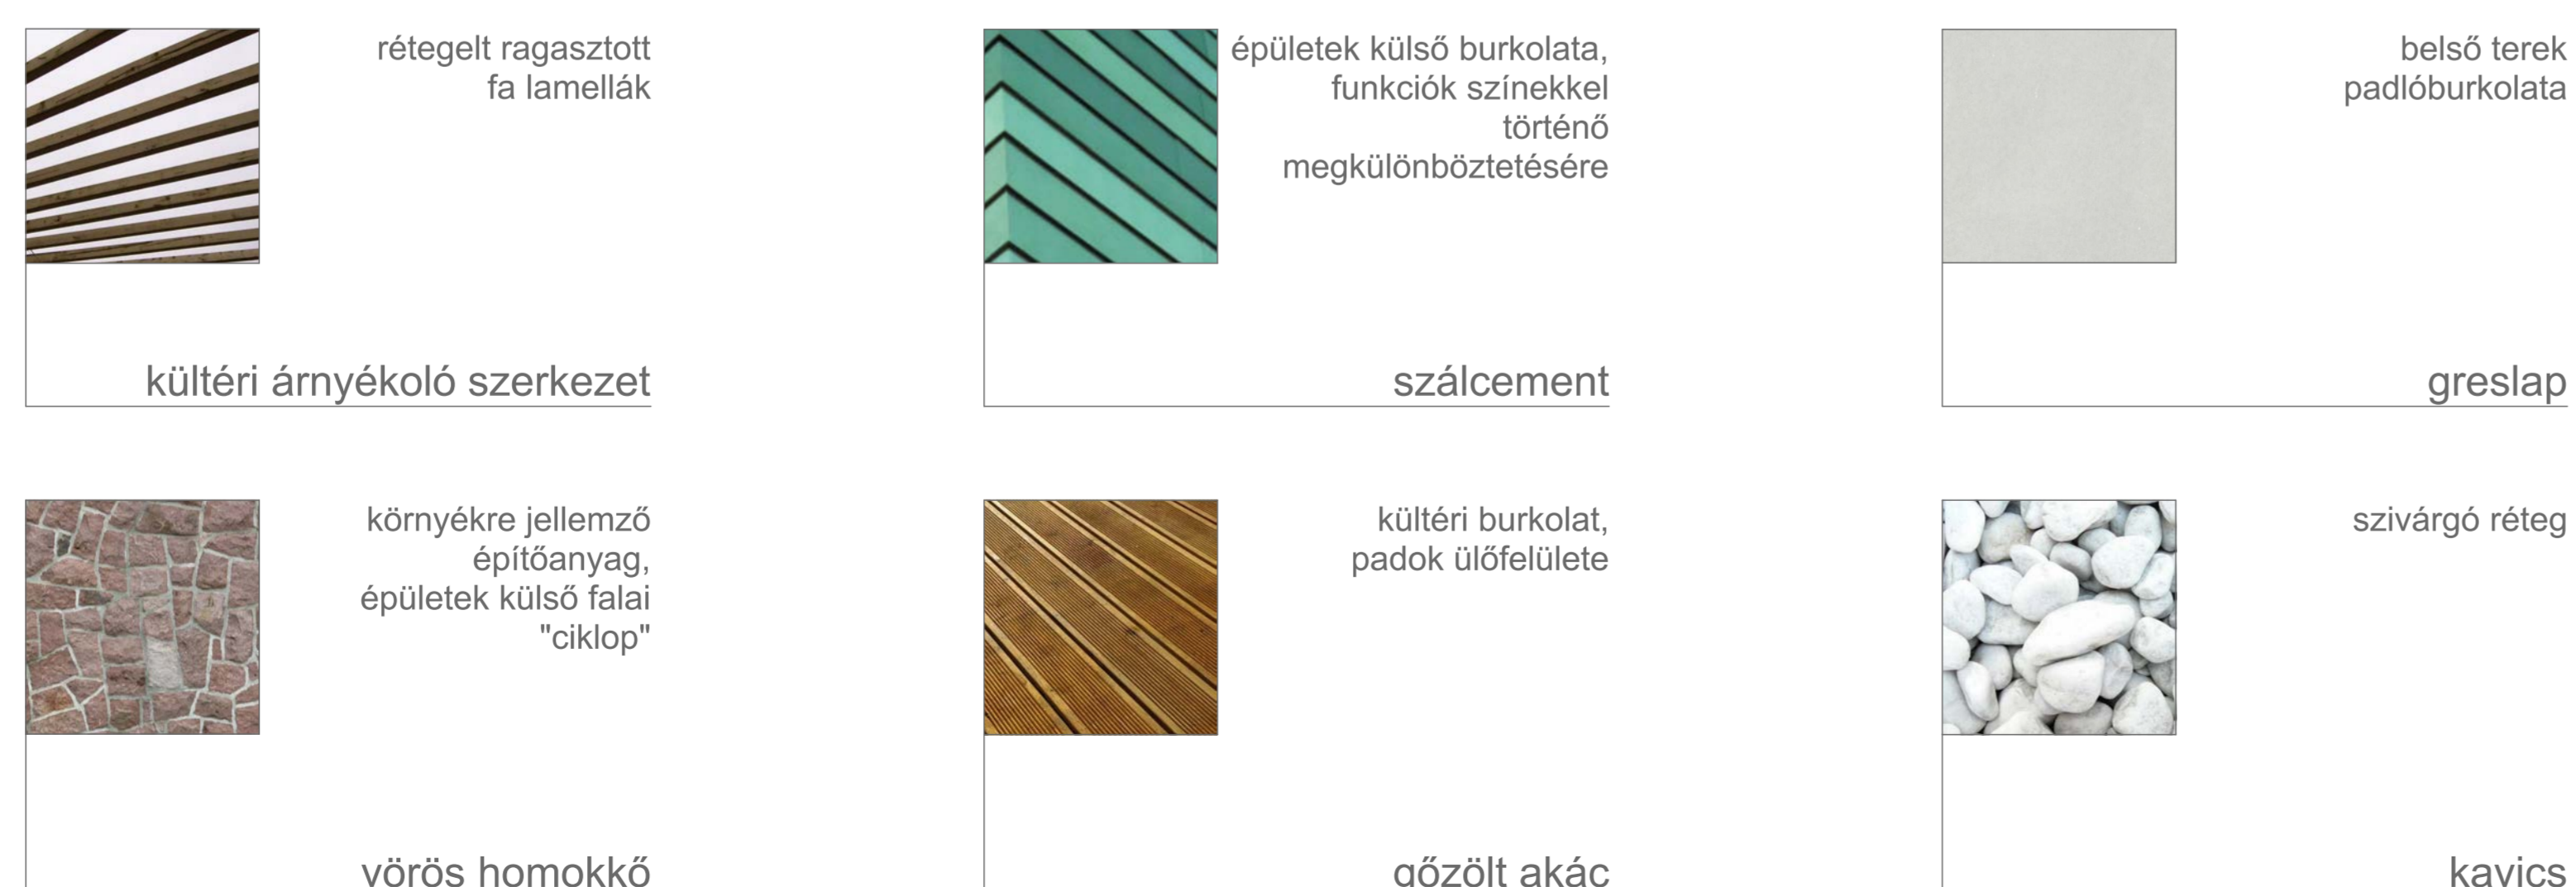 rétegelt ragasztott
fa lamellák
kültéri árnyékoló szerkezet
épületek külső burkolata,
funkciók színekkel
történő
megkülönböztetésére
szálcement
belső terek
padlóburkolata
greslap
környékre jellemző
építőanyag,
épületek külső falai
"ciklop"
vörös homokkő
kültéri burkolat,
padok ülőfelülete
gőzölt akác
szivárgó réteg
kavics